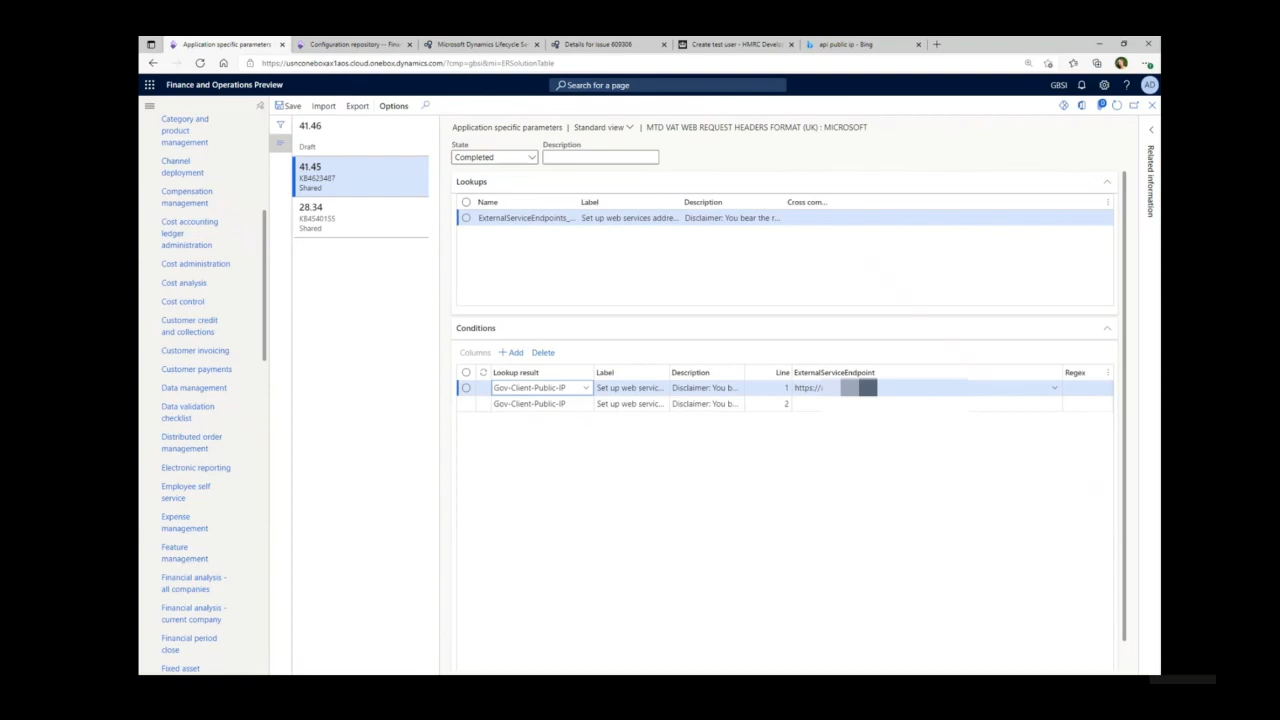 Application specific parameters
Configuration repository -- Fina
Microsoft Dynamics Lifecycle Se
Details for issue 609306
Create test user - HMRC Develo
api public ip - Bing
https://usnconeboxax1aos.cloud.onebox.dynamics.com/?cmp=gbsi&mi=ERSolutionTable
Finance and Operations Preview
Search for a page
GBSI
AD
Save Import Export Options
Category and
product
management
Channel
deployment
Compensation
management
Cost accounting
ledger
administration
Cost administration
Cost analysis
Cost control
Customer credit
and collections
Customer invoicing
Customer payments
Data management
Data validation
checklist
Distributed order
management
Electronic reporting
Employee self
service
Expense
management
Feature
management
Financial analysis -
all companies
Financial analysis -
current company
Financial period
close
Fixed asset
41.46
Draft
41.45
KB4623487
Shared
28.34
KB4540155
Shared
Application specific parameters | Standard view | MTD VAT WEB REQUEST HEADERS FORMAT (UK) : MICROSOFT
State Description
Completed
Lookups
Name Label Description Cross com...
ExternalServiceEndpoints_... Set up web services addre... Disclaimer: You bear the r...
Conditions
Columns + Add Delete
Lookup result Label Description Line ExternalServiceEndpoint Regex
Gov-Client-Public-IP Set up web servic... Disclaimer: You b... 1 https:/
Gov-Client-Public-IP Set up web servic... Disclaimer: You b... 2
Related information